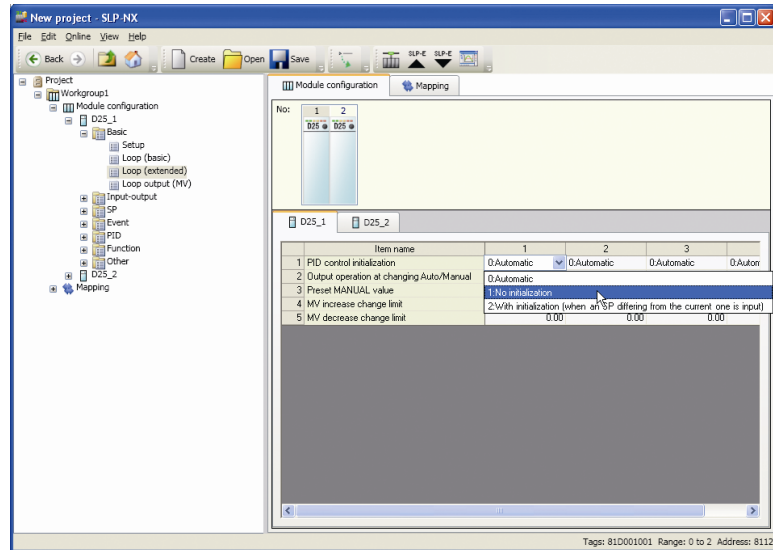 New project - SLP-NX
File Edit Online View Help
Back Create Open Save SLP-E SLP-E
Project
Workgroup1
Module configuration
D25_1
Basic
Setup
Loop (basic)
Loop (extended)
Loop output (MV)
Input-output
SP
Event
PID
Function
Other
D25_2
Mapping
Module configuration Mapping
No: 1 2
D25 D25
D25_1 D25_2
Item name 1 2 3
1 PID control initialization 0:Automatic 0:Automatic 0:Automatic 0:Autom
2 Output operation at changing Auto/Manual 0:Automatic
3 Preset MANUAL value 1:No initialization
4 MV increase change limit 2:With initialization (when an SP differing from the current one is input)
5 MV decrease change limit 0.00 0.00 0.00
Tags: 81D001001 Range: 0 to 2 Address: 8112